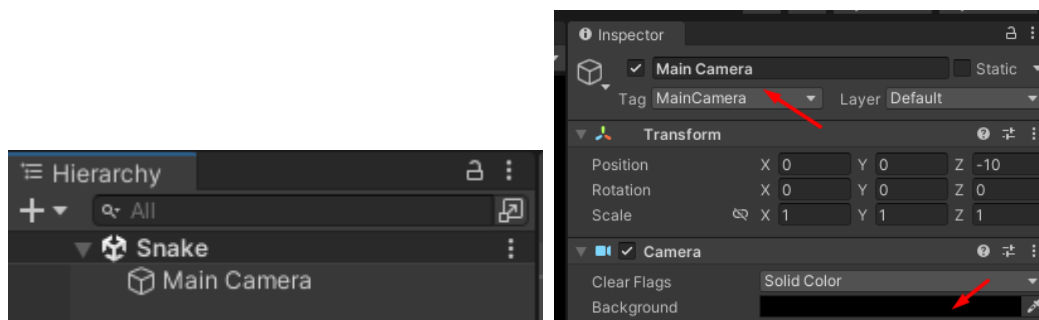 Hierarchy
All
Snake
Main Camera
Inspector
Main Camera Static
Tag MainCamera Layer Default
Transform
Position X 0 Y 0 Z -10
Rotation X 0 Y 0 Z 0
Scale X 1 Y 1 Z 1
Camera
Clear Flags Solid Color
Background